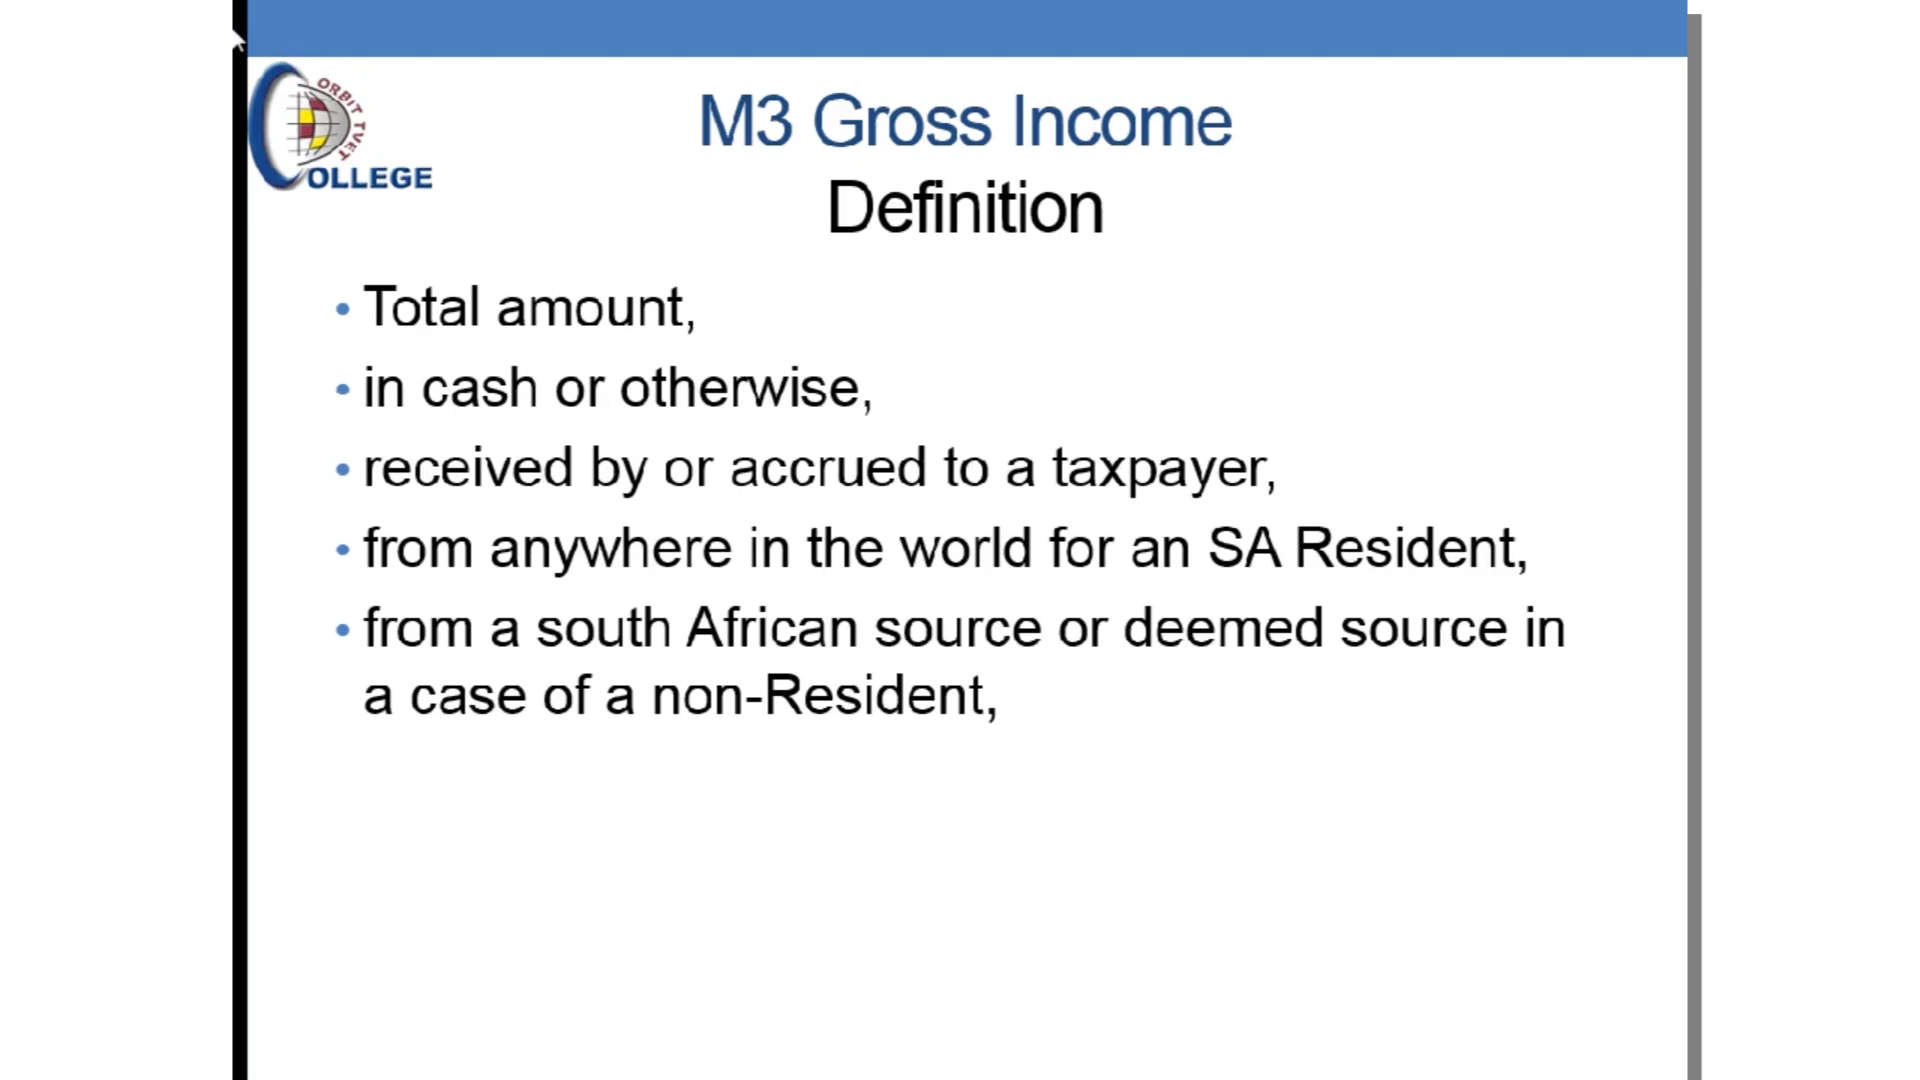 ORBIT TVET
COLLEGE
M3 Gross Income
Definition
• Total amount,
• in cash or otherwise,
• received by or accrued to a taxpayer,
• from anywhere in the world for an SA Resident,
• from a south African source or deemed source in
a case of a non-Resident,